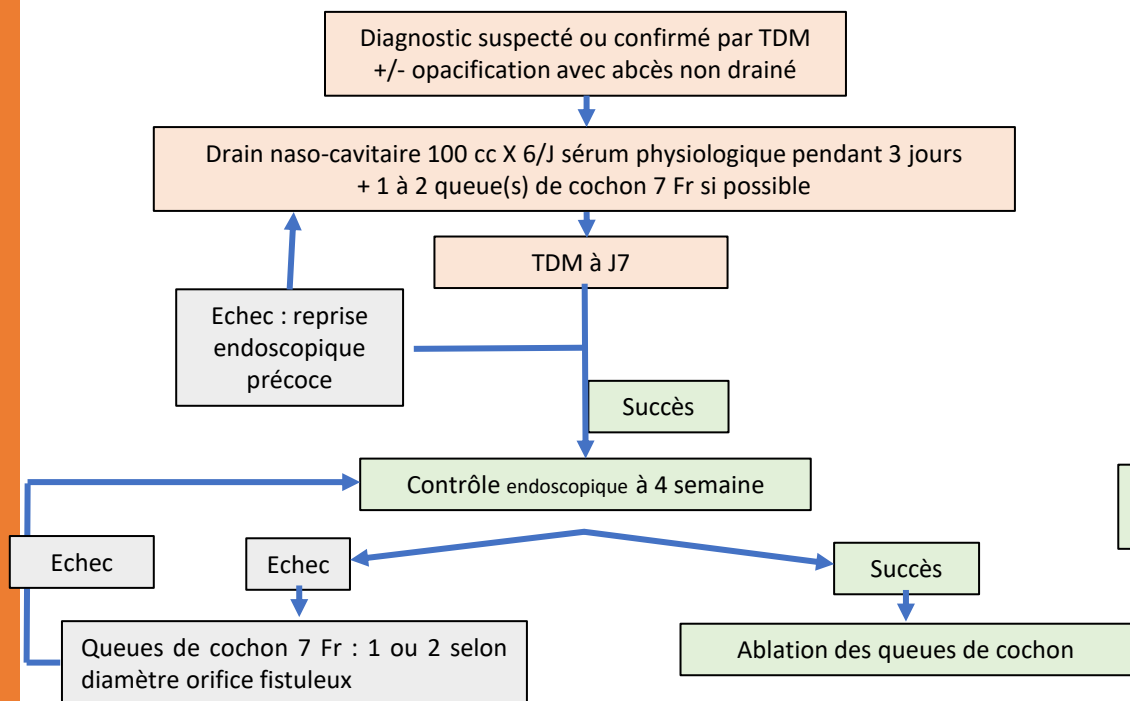 Diagnostic suspecté ou confirmé par TDM
+/- opacification avec abcès non drainé
Drain naso-cavitaire 100 cc X 6/J sérum physiologique pendant 3 jours
+ 1 à 2 queue(s) de cochon 7 Fr si possible
TDM à J7
Echec : reprise
endoscopique
précoce
Succès
Contrôle endoscopique à 4 semaine
Echec
Echec
Succès
Queues de cochon 7 Fr : 1 ou 2 selon
diamètre orifice fistuleux
Ablation des queues de cochon